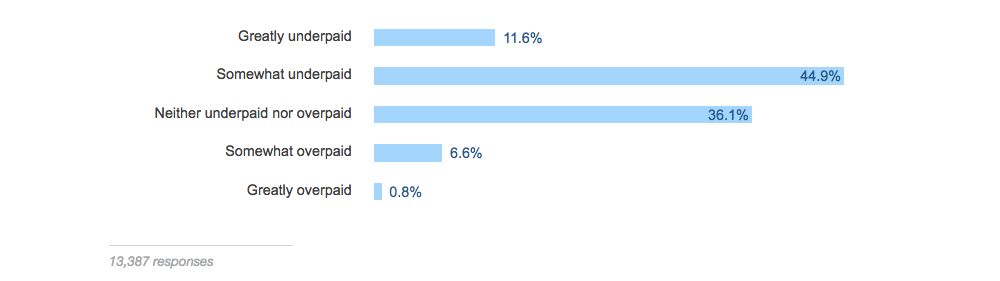 Greatly underpaid 11.6%
Somewhat underpaid 44.9%
Neither underpaid nor overpaid 36.1%
Somewhat overpaid 6.6%
Greatly overpaid 0.8%
13,387 responses